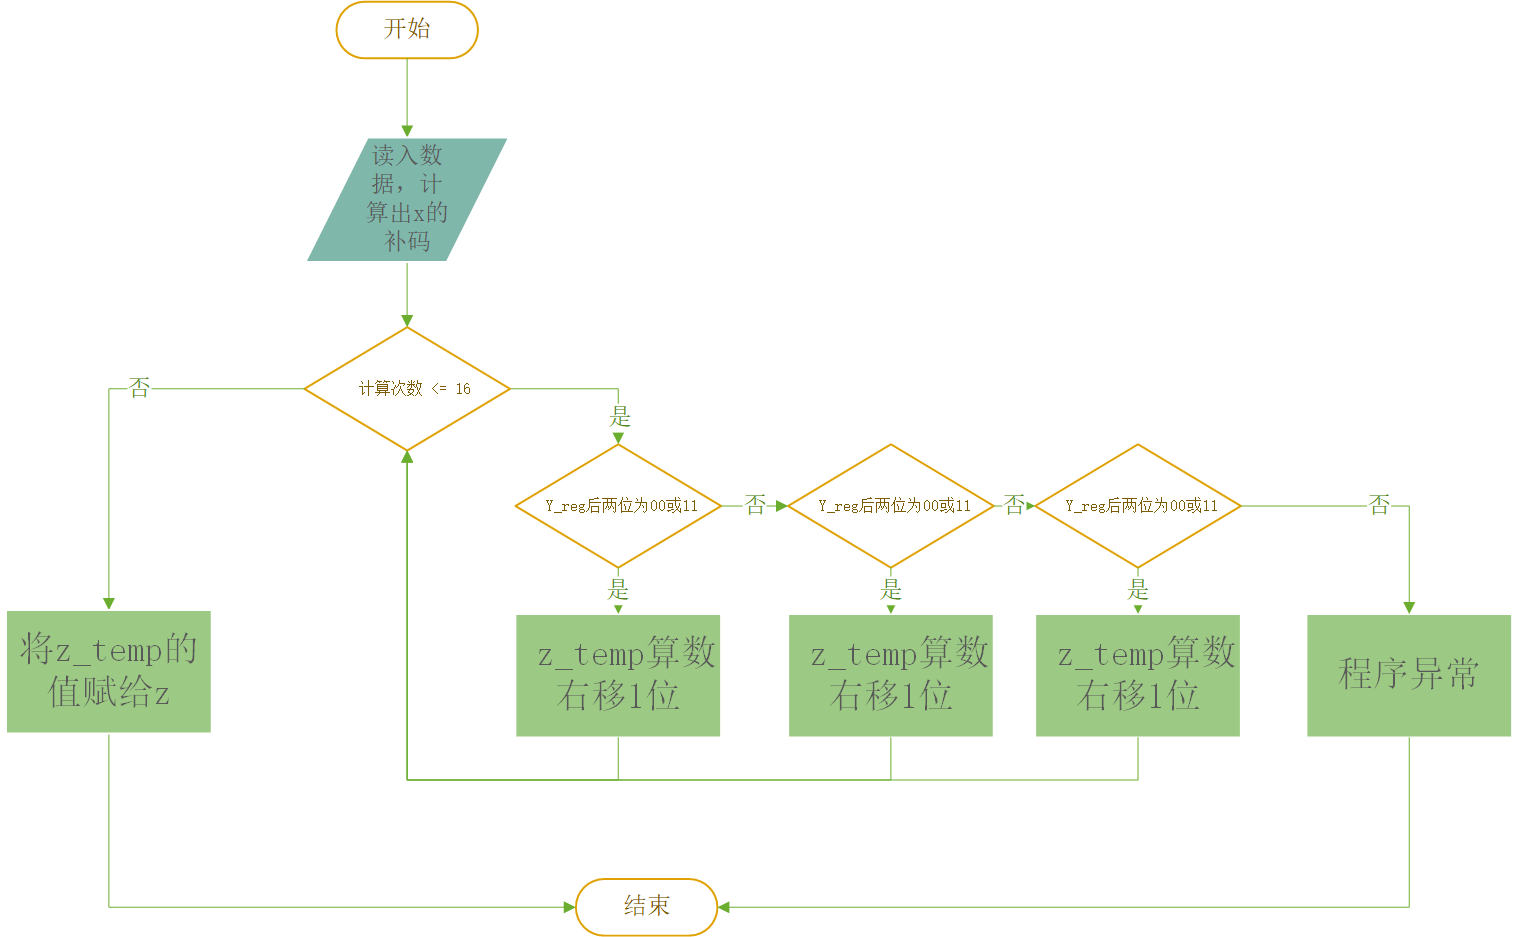 开始
读入数
据，计
算出x的
补码
计算次数 <= 16
否
是
Y_reg后两位为00或11
否
Y_reg后两位为00或11
否
Y_reg后两位为00或11
否
是
是
是
将z_temp的
值赋给z
z_temp算数
右移1位
z_temp算数
右移1位
z_temp算数
右移1位
程序异常
结束